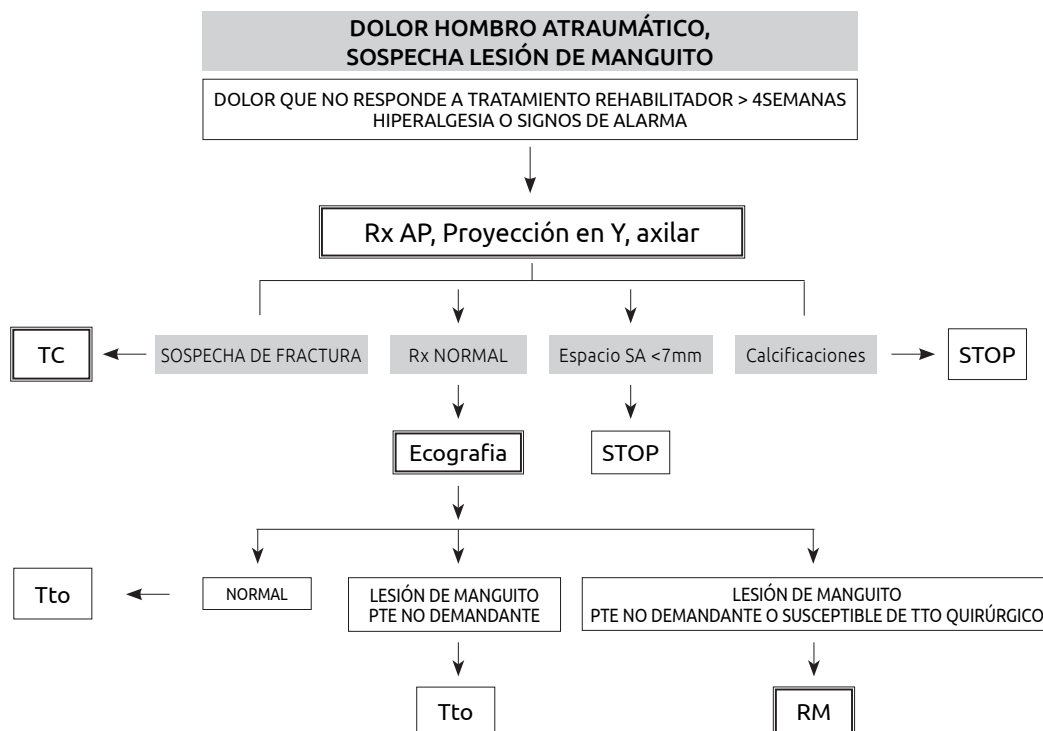 DOLOR HOMBRO ATRAUMÁTICO,
SOSPECHA LESIÓN DE MANGUITO
DOLOR QUE NO RESPONDE A TRATAMIENTO REHABILITADOR > 4SEMANAS
HIPERALGESIA O SIGNOS DE ALARMA
Rx AP, Proyección en Y, axilar
TC
SOSPECHA DE FRACTURA
Rx NORMAL
Espacio SA <7mm
Calcificaciones
STOP
Ecografia
STOP
Tto
NORMAL
LESIÓN DE MANGUITO
PTE NO DEMANDANTE
LESIÓN DE MANGUITO
PTE NO DEMANDANTE O SUSCEPTIBLE DE TTO QUIRÚRGICO
Tto
RM